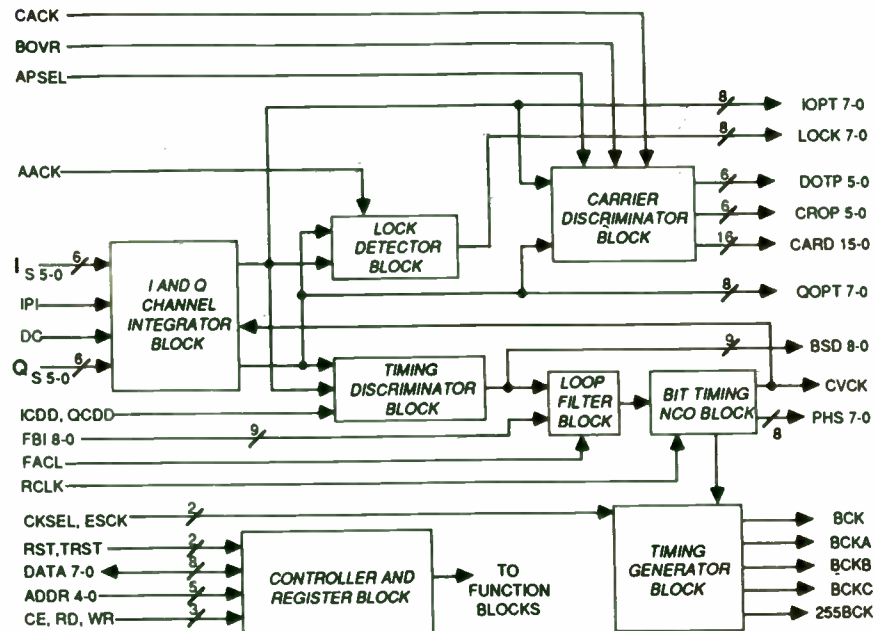 CACK
BOVR
APSEL
8
IOPT 7-0
8
LOCK 7-0
AACK
6
DOTP 5-0
CARRIER
DISCRIMINATOR
BLOCK
6
CROP 5-0
16
CARD 15-0
LOCK
DETECTOR
BLOCK
I S 5-0
6
IPI
DC
Q S 5-0
6
I AND Q
CHANNEL
INTEGRATOR
BLOCK
8
QOPT 7-0
9
BSD 8-0
TIMING
DISCRIMINATOR
BLOCK
LOOP
FILTER
BLOCK
BIT TIMING
NCO BLOCK
CVCK
PHS 7-0
8
ICDD, QCDD
FBI 8-0
9
FACL
RCLK
CKSEL, ESCK
2
RST,TRST
2
DATA 7-0
8
ADDR 4-0
5
CE, RD, WR
3
CONTROLLER AND
REGISTER BLOCK
TO
FUNCTION
BLOCKS
TIMING
GENERATOR
BLOCK
BCK
BCKA
BCKB
BCKC
255BCK